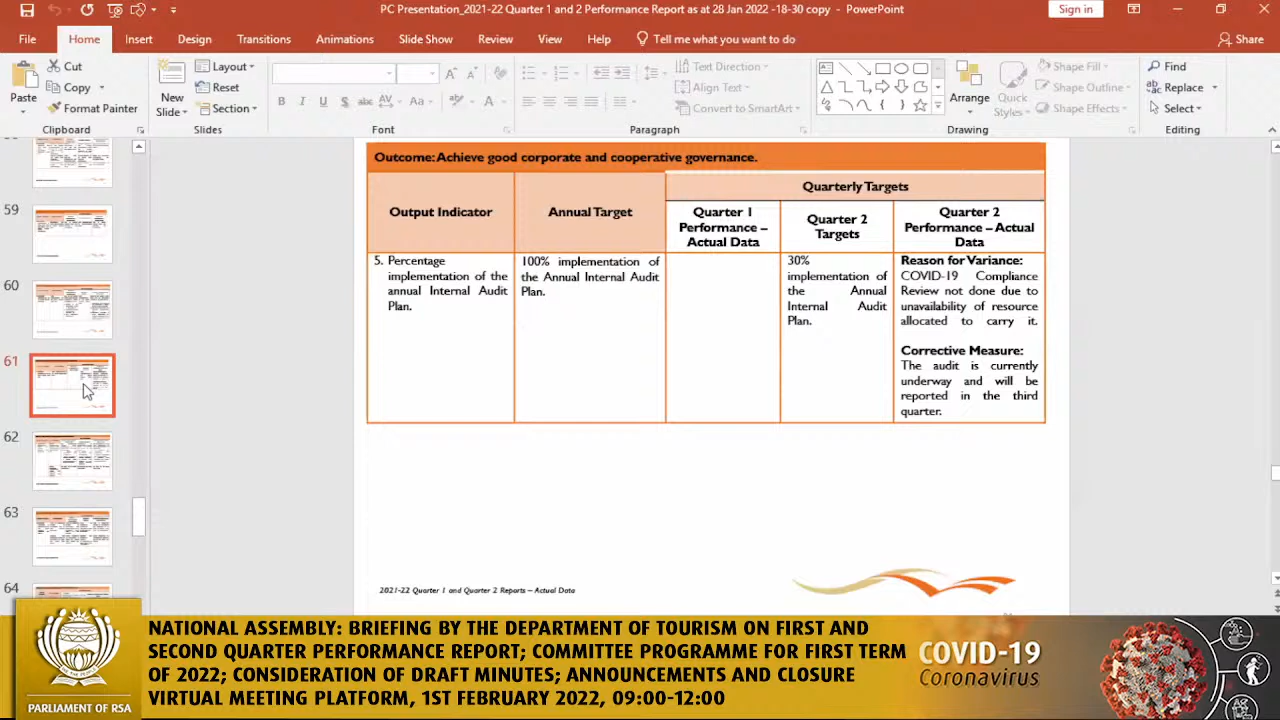 PC Presentation_2021-22 Quarter 1 and 2 Performance Report as at 28 Jan 2022 -18-30 copy - PowerPoint
Sign in
File
Home
Insert
Design
Transitions
Animations
Slide Show
Review
View
Help
Tell me what you want to do
Share
Paste
Cut
Copy
Format Painter
Clipboard
New
Slide
Layout
Reset
Section
Slides
B I U S abc AV Aa A
Font
Text Direction
Align Text
Convert to SmartArt
Paragraph
Arrange
Quick
Styles
Shape Fill
Shape Outline
Shape Effects
Drawing
Find
Replace
Select
Editing
59
60
61
62
63
64
Outcome: Achieve good corporate and cooperative governance.
Output Indicator
Annual Target
Quarterly Targets
Quarter 1
Performance –
Actual Data
Quarter 2
Targets
Quarter 2
Performance – Actual
Data
5. Percentage
implementation of the
annual Internal Audit
Plan.
100% implementation of
the Annual Internal Audit
Plan.
30%
implementation of
the Annual
Internal Audit
Plan.
Reason for Variance:
COVID-19 Compliance
Review not done due to
unavailability of resource
allocated to carry it.
Corrective Measure:
The audit is currently
underway and will be
reported in the third
quarter.
2021-22 Quarter 1 and Quarter 2 Reports – Actual Data
PARLIAMENT OF RSA
NATIONAL ASSEMBLY: BRIEFING BY THE DEPARTMENT OF TOURISM ON FIRST AND
SECOND QUARTER PERFORMANCE REPORT; COMMITTEE PROGRAMME FOR FIRST TERM
OF 2022; CONSIDERATION OF DRAFT MINUTES; ANNOUNCEMENTS AND CLOSURE
VIRTUAL MEETING PLATFORM, 1ST FEBRUARY 2022, 09:00-12:00
COVID-19
Coronavirus